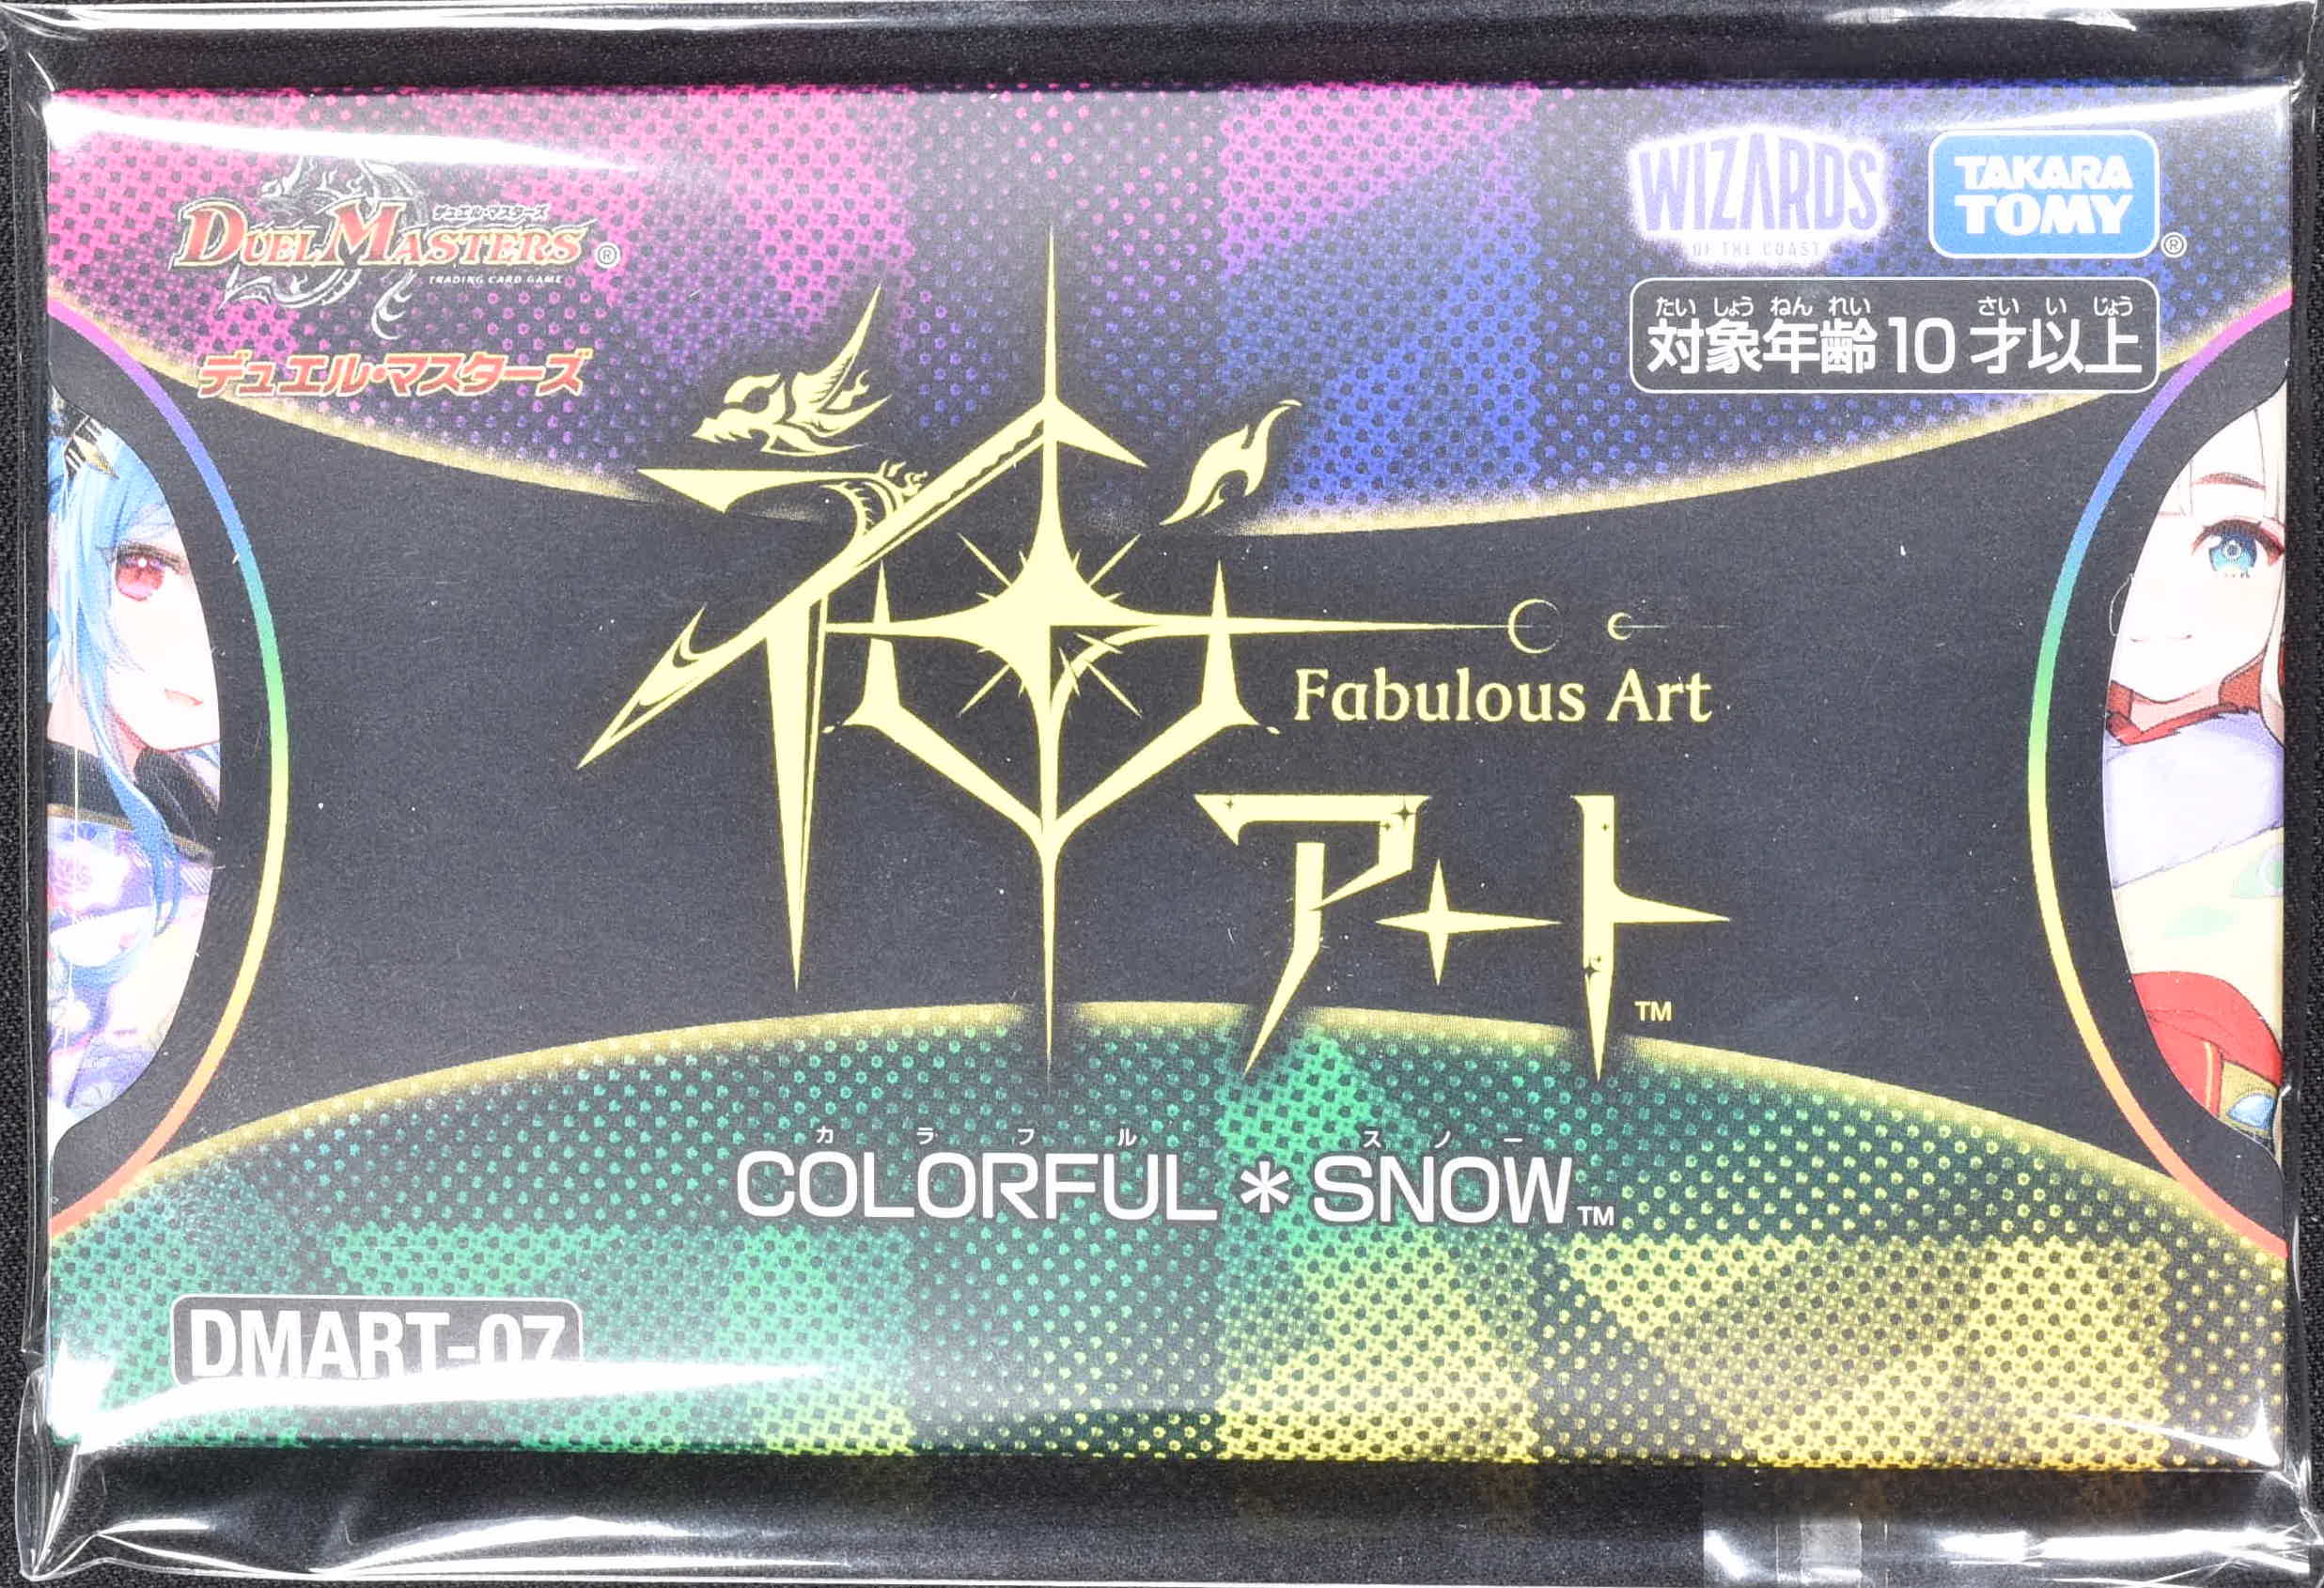 デュエル・マスターズ
DUEL MASTERS®
TRADING CARD GAME
デュエル・マスターズ
WIZARDS
OF THE COAST
TAKARA
TOMY®
たいしょうねんれい さいいじょう
対象年齢10才以上
神
Fabulous Art
アート™
カラフル スノー
COLORFUL*SNOW™
DMART-07